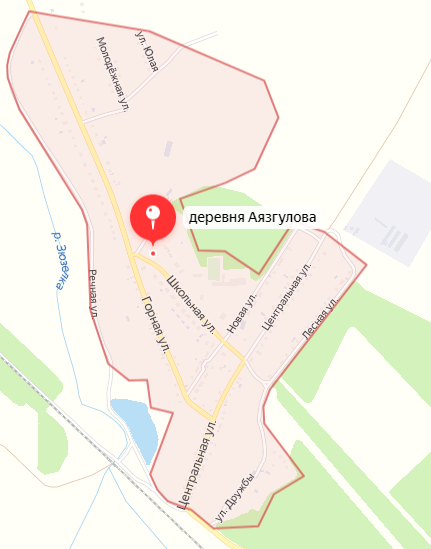 ул. Юлая
Молодёжная ул.
деревня Аязгулова
р. Зюзелка
Речная ул.
Школьная ул.
Горная ул.
Новая ул.
Центральная ул.
Лесная ул.
Центральная ул.
ул. Дружбы